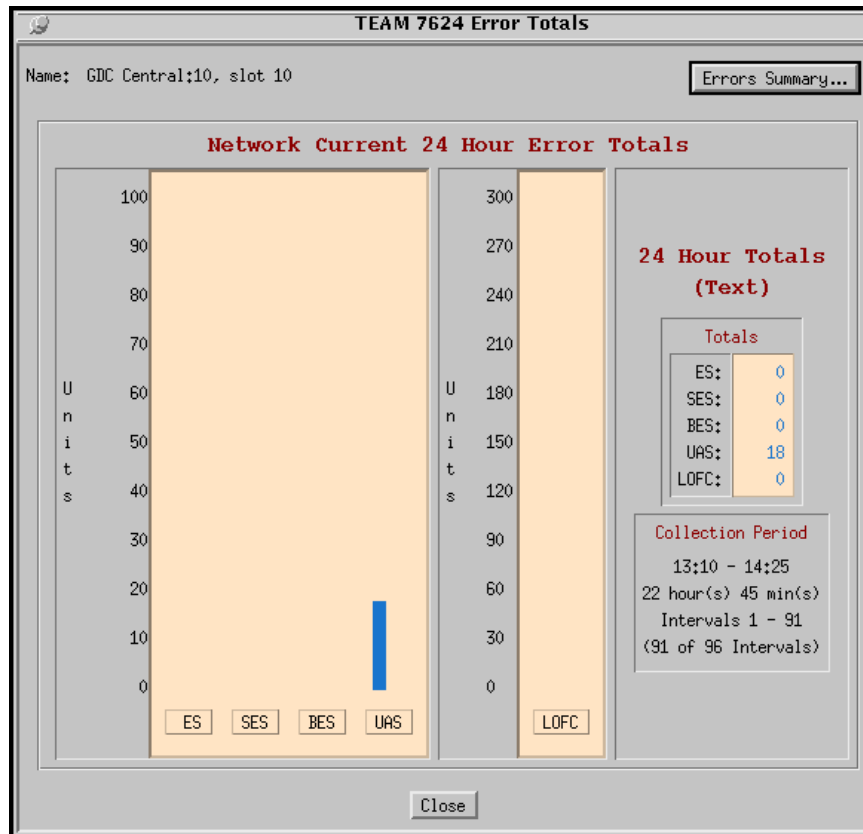 TEAM 7624 Error Totals
Name: GDC Central:10, slot 10
Errors Summary...
Network Current 24 Hour Error Totals
Units
100
90
80
70
60
50
40
30
20
10
0
ES SES BES UAS
Units
300
270
240
210
180
150
120
90
60
30
0
LOFC
24 Hour Totals
(Text)
Totals
ES: 0
SES: 0
BES: 0
UAS: 18
LOFC: 0
Collection Period
13:10 - 14:25
22 hour(s) 45 min(s)
Intervals 1 - 91
(91 of 96 Intervals)
Close